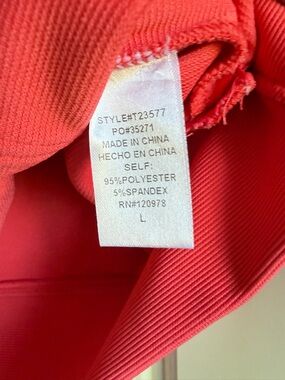 STYLE#T23577
PO#35271
MADE IN CHINA
HECHO EN CHINA
SELF:
95%POLYESTER
5%SPANDEX
RN#120978
L